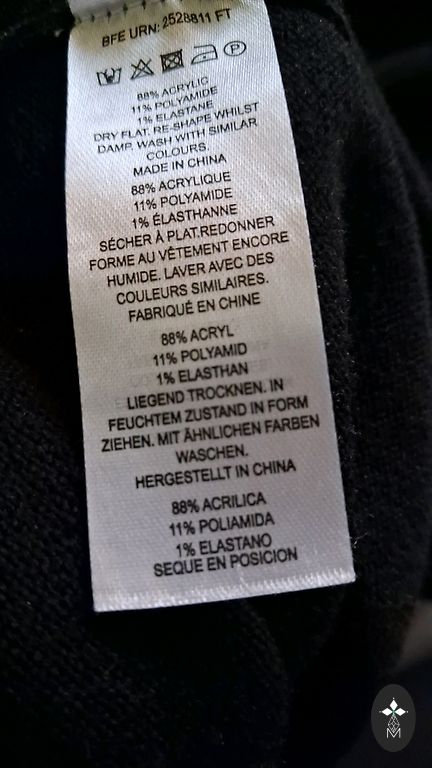 BFE URN: 2528811 FT
P
88% ACRYLIC
11% POLYAMIDE
1% ELASTANE
DRY FLAT. RE-SHAPE WHILST
DAMP. WASH WITH SIMILAR
COLOURS.
MADE IN CHINA
88% ACRYLIQUE
11% POLYAMIDE
1% ÉLASTHANNE
SÉCHER À PLAT.REDONNER
FORME AU VÊTEMENT ENCORE
HUMIDE. LAVER AVEC DES
COULEURS SIMILAIRES.
FABRIQUÉ EN CHINE
88% ACRYL
11% POLYAMID
1% ELASTHAN
LIEGEND TROCKNEN. IN
FEUCHTEM ZUSTAND IN FORM
ZIEHEN. MIT ÄHNLICHEN FARBEN
WASCHEN.
HERGESTELLT IN CHINA
88% ACRILICA
11% POLIAMIDA
1% ELASTANO
SEQUE EN POSICION
M